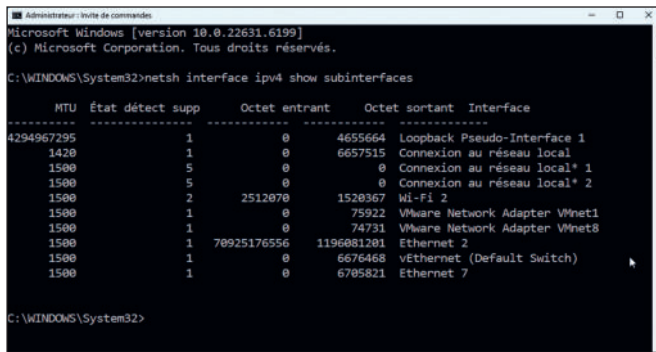 Administrateur : Invite de commandes
Microsoft Windows [version 10.0.22631.6199]
(c) Microsoft Corporation. Tous droits réservés.
C:\WINDOWS\System32>netsh interface ipv4 show subinterfaces
MTU  État détect supp  Octet entrant  Octet sortant  Interface
----------  ---------------  ------------  ------------  -------------
4294967295  1  0  4655664  Loopback Pseudo-Interface 1
1420  1  0  6657515  Connexion au réseau local
1500  5  0  0  Connexion au réseau local* 1
1500  5  0  0  Connexion au réseau local* 2
1500  2  2512070  1520367  Wi-Fi 2
1500  1  0  75922  VMware Network Adapter VMnet1
1500  1  0  74731  VMware Network Adapter VMnet8
1500  1  70925176556  1196081201  Ethernet 2
1500  1  0  6676468  vEthernet (Default Switch)
1500  1  0  6705821  Ethernet 7
C:\WINDOWS\System32>